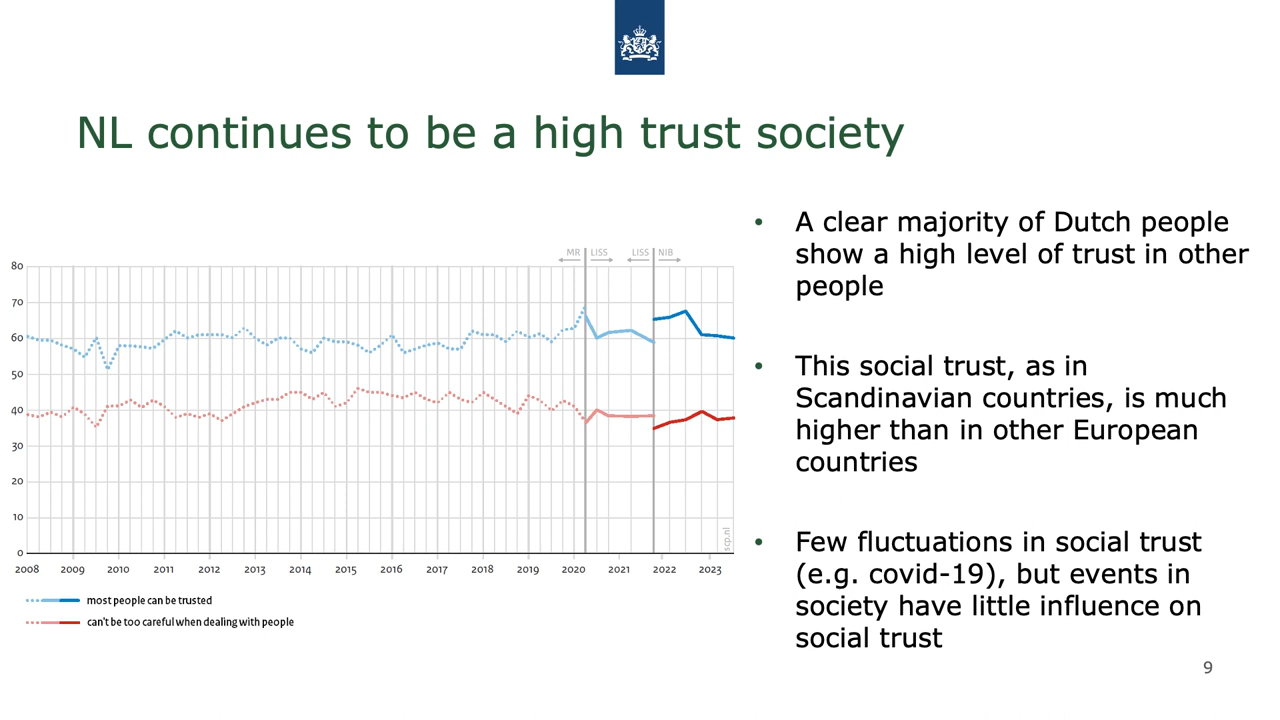 NL continues to be a high trust society
MR LISS LISS NIB
80
70
60
50
40
30
20
10
0
2008 2009 2010 2011 2012 2013 2014 2015 2016 2017 2018 2019 2020 2021 2022 2023
scp.nl
most people can be trusted
can't be too careful when dealing with people
• A clear majority of Dutch people
show a high level of trust in other
people
• This social trust, as in
Scandinavian countries, is much
higher than in other European
countries
• Few fluctuations in social trust
(e.g. covid-19), but events in
society have little influence on
social trust
9